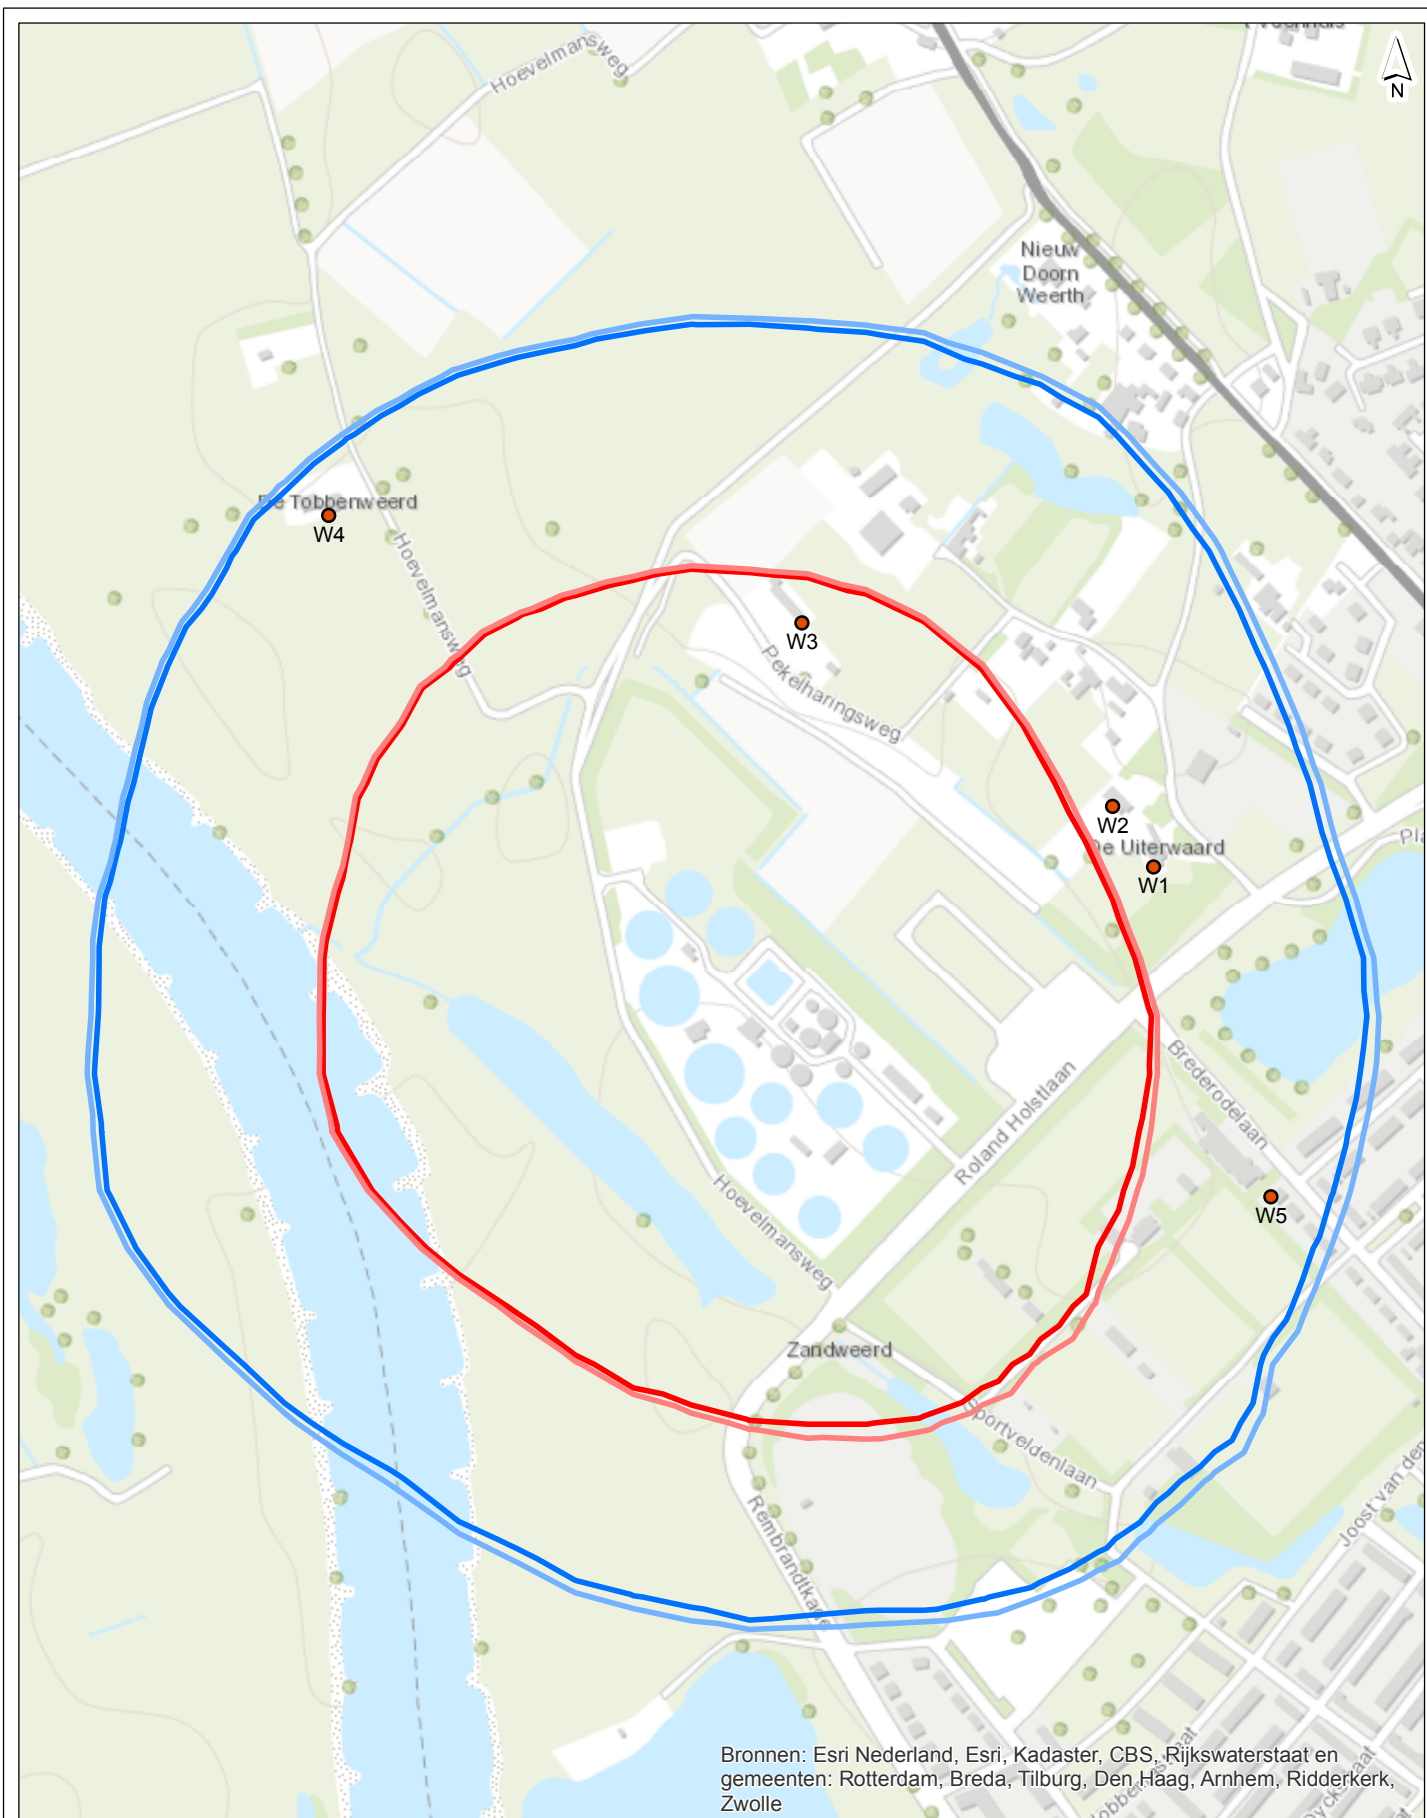 Hoevelmansweg
N
Nieuw
Doorn
Weerth
De Tobbenweerd
W4
Hoevelmansweg
W3
Pekelharingsweg
W2
De Uiterwaard
W1
Brederodelaan
Roland Holstlaan
W5
Hoevelmansweg
Zandweerd
Sportveldenlaan
Joost van den
Rembrandtkade
Bronnen: Esri Nederland, Esri, Kadaster, CBS, Rijkswaterstaat en
gemeenten: Rotterdam, Breda, Tilburg, Den Haag, Arnhem, Ridderkerk,
Zwolle